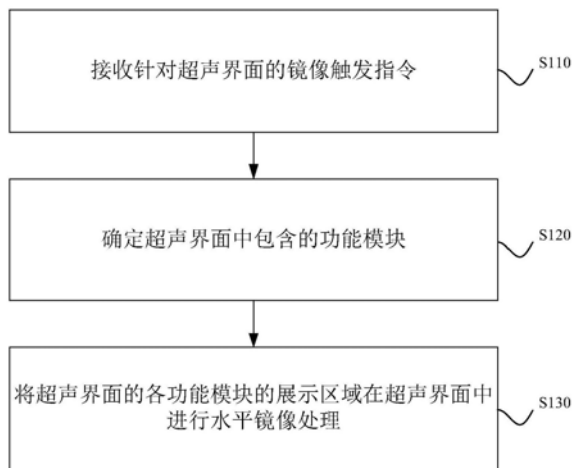 接收针对超声界面的镜像触发指令
S110
确定超声界面中包含的功能模块
S120
将超声界面的各功能模块的展示区域在超声界面中
进行水平镜像处理
S130